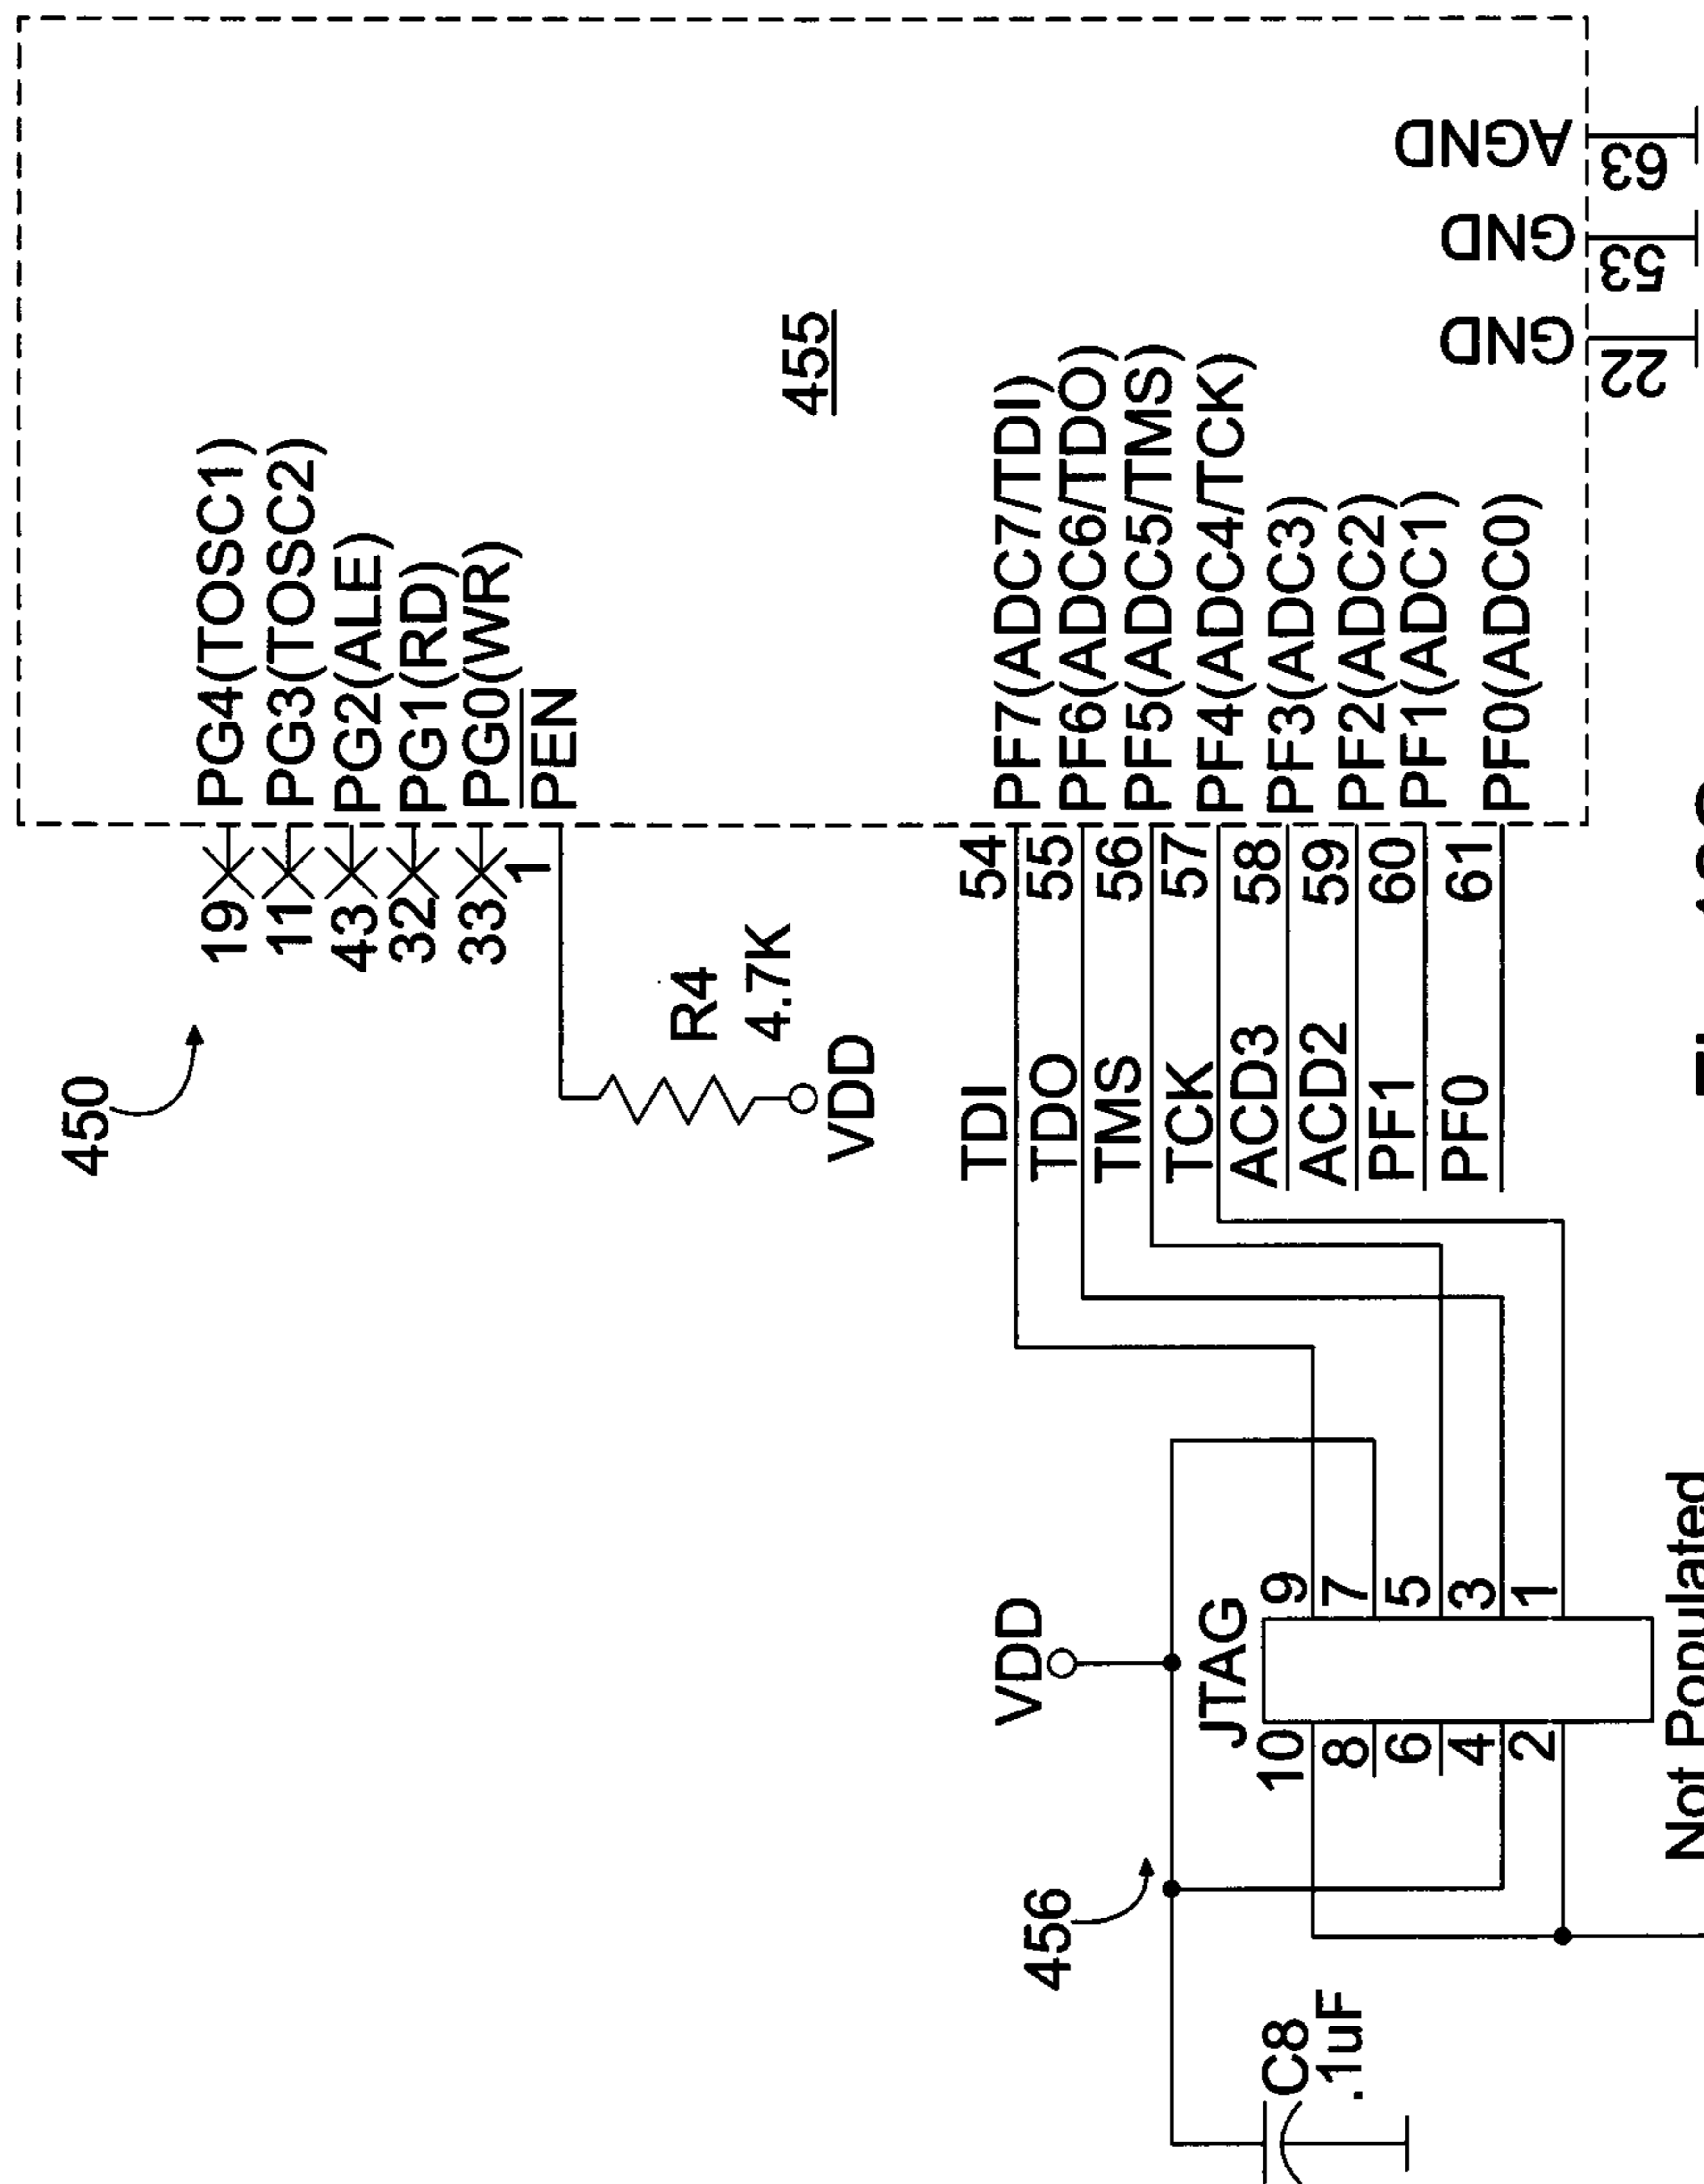 450
19
PG4(TOSC1)
11
PG3(TOSC2)
43
PG2(ALE)
32
PG1(RD)
33
PG0(WR)
1
PEN
R4
4.7K
VDD
455
TDI
54
PF7(ADC7/TDI)
TDO
55
PF6(ADC6/TDO)
TMS
56
PF5(ADC5/TMS)
TCK
57
PF4(ADC4/TCK)
ACD3
58
PF3(ADC3)
ACD2
59
PF2(ADC2)
PF1
60
PF1(ADC1)
PF0
61
PF0(ADC0)
GND
22
GND
53
AGND
63
VDD
456
JTAG
10
9
8
7
6
5
4
3
2
1
C8
.1uF
Not Populated